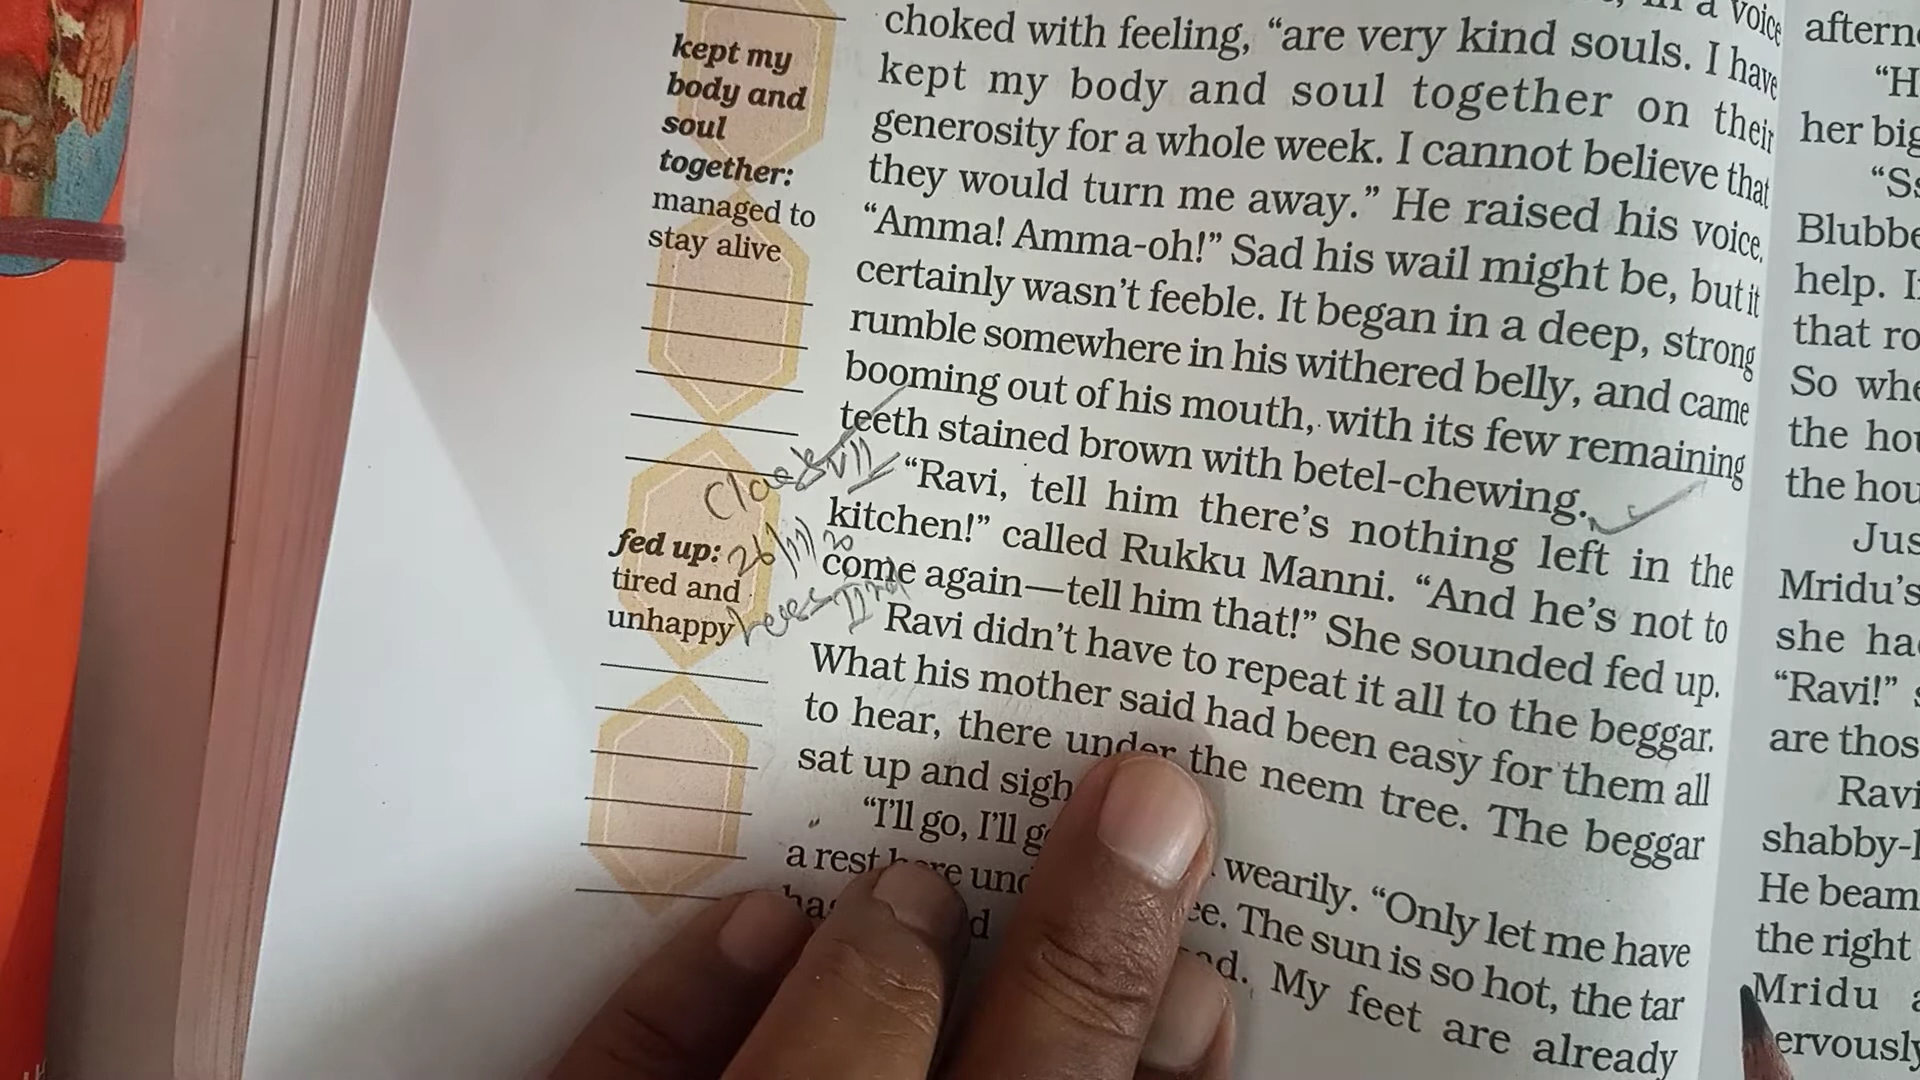 kept my
body and
soul
together:
managed to
stay alive
fed up:
tired and
unhappy
a voice
choked with feeling, “are very kind souls. I have
kept my body and soul together on their
generosity for a whole week. I cannot believe that
they would turn me away.” He raised his voice.
“Amma! Amma-oh!” Sad his wail might be, but it
certainly wasn’t feeble. It began in a deep, strong
rumble somewhere in his withered belly, and came
booming out of his mouth, with its few remaining
teeth stained brown with betel-chewing.
“Ravi, tell him there’s nothing left in the
kitchen!” called Rukku Manni. “And he’s not to
come again—tell him that!” She sounded fed up.
Ravi didn’t have to repeat it all to the beggar.
What his mother said had been easy for them all
to hear, there under the neem tree. The beggar
sat up and sigh
“I’ll go, I’ll g
wearily. “Only let me have
a rest here und
ee. The sun is so hot, the tar
ha
d
ad. My feet are already
aftern
“H
her big
“Ss
Blubbe
help. I
that ro
So whe
the hou
the hou
Jus
Mridu’s
she ha
“Ravi!” s
are thos
Ravi
shabby-l
He beam
the right
Mridu a
ervously